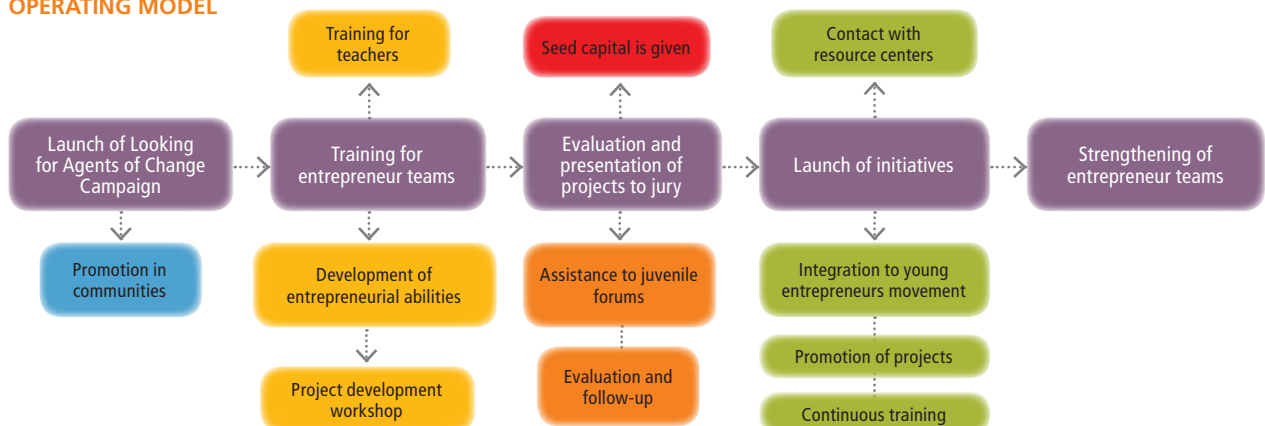 OPERATING MODEL
Training for
teachers
Seed capital is given
Contact with
resource centers
Launch of Looking
for Agents of Change
Campaign
Training for
entrepreneur teams
Evaluation and
presentation of
projects to jury
Launch of initiatives
Strengthening of
entrepreneur teams
Promotion in
communities
Development of
entrepreneurial abilities
Assistance to juvenile
forums
Integration to young
entrepreneurs movement
Project development
workshop
Evaluation and
follow-up
Promotion of projects
Continuous training